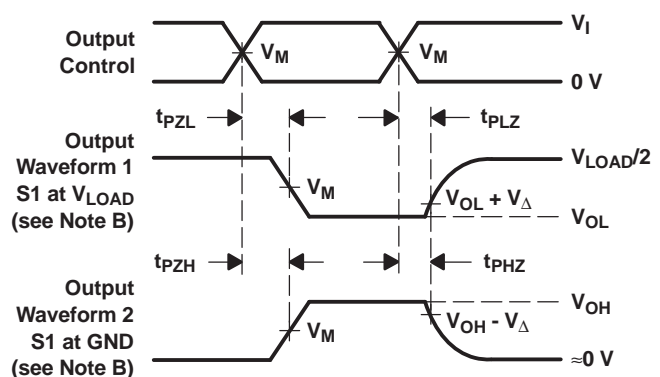 Output
Control
V_M
V_M
V_I
0 V
t_PZL
t_PLZ
Output
Waveform 1
S1 at V_LOAD
(see Note B)
V_M
V_OL + V_Δ
V_LOAD/2
V_OL
t_PZH
t_PHZ
Output
Waveform 2
S1 at GND
(see Note B)
V_M
V_OH - V_Δ
V_OH
≈0 V